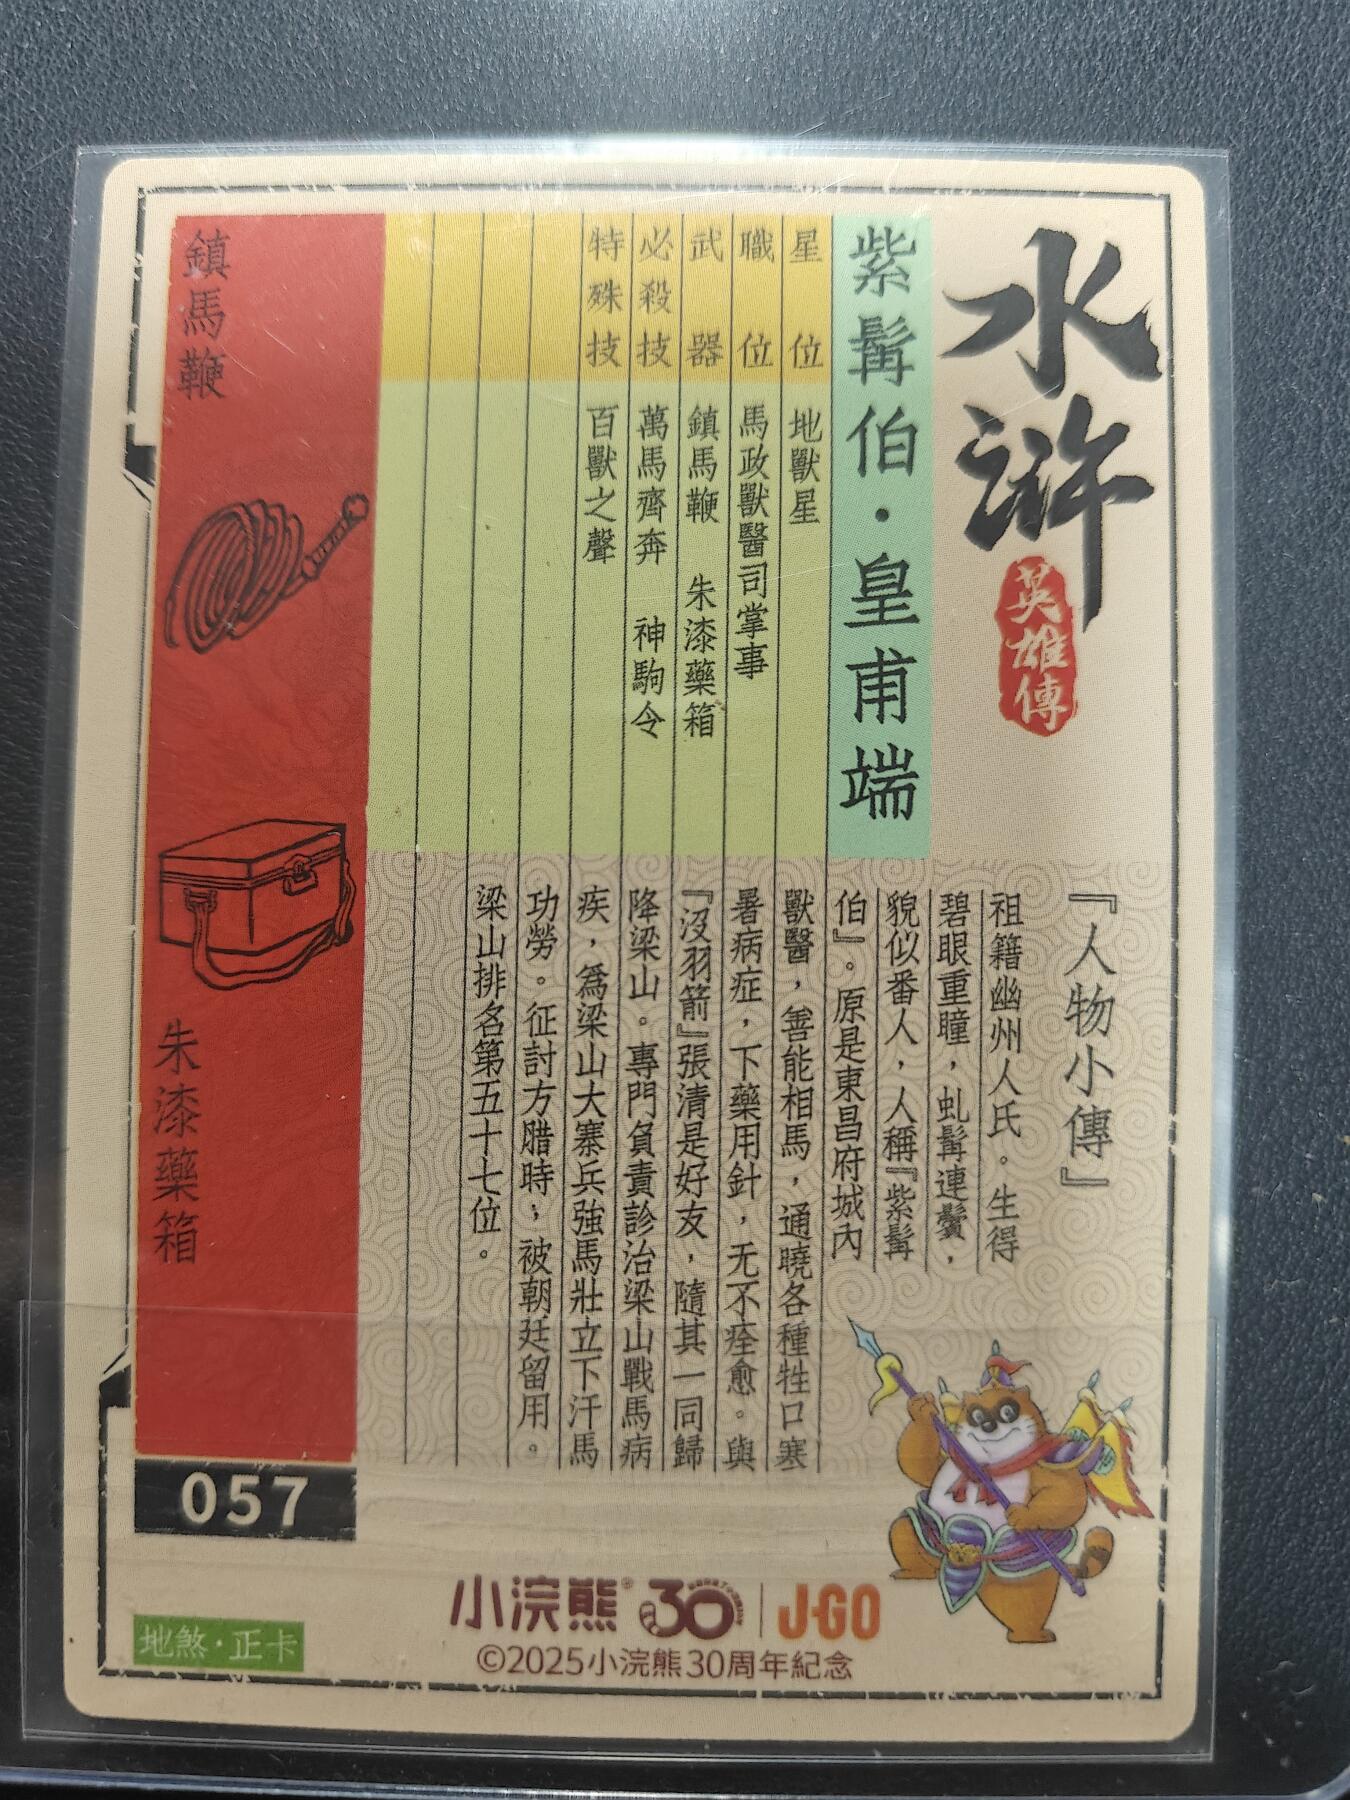 水滸
英雄傳
紫髯伯·皇甫端
星位 地獸星
職位 馬政獸醫司掌事
武器 鎮馬鞭 朱漆藥箱
必殺技 萬馬齊奔 神駒令
特殊技 百獸之聲
『人物小傳』
祖籍幽州人氏。生得
碧眼重瞳，虬髯連鬢，
貌似番人，人稱『紫髯
伯』。原是東昌府城內
獸醫，善能相馬，通曉各種牲口寒
暑病症，下藥用針，无不痊愈。與
『沒羽箭』張清是好友，隨其一同歸
降梁山。專門負責診治梁山戰馬病
疾，為梁山大寨兵強馬壯立下汗馬
功勞。征討方腊時，被朝廷留用。
梁山排名第五十七位。
鎮馬鞭
朱漆藥箱
057
地煞·正卡
小浣熊® 30 J-GO
©2025小浣熊30周年紀念